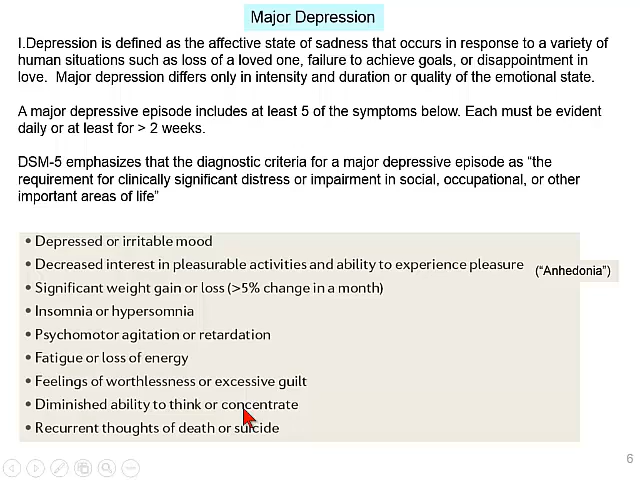 Major Depression
I.Depression is defined as the affective state of sadness that occurs in response to a variety of
human situations such as loss of a loved one, failure to achieve goals, or disappointment in
love.  Major depression differs only in intensity and duration or quality of the emotional state.
A major depressive episode includes at least 5 of the symptoms below. Each must be evident
daily or at least for > 2 weeks.
DSM-5 emphasizes that the diagnostic criteria for a major depressive episode as “the
requirement for clinically significant distress or impairment in social, occupational, or other
important areas of life”
• Depressed or irritable mood
• Decreased interest in pleasurable activities and ability to experience pleasure (“Anhedonia”)
• Significant weight gain or loss (>5% change in a month)
• Insomnia or hypersomnia
• Psychomotor agitation or retardation
• Fatigue or loss of energy
• Feelings of worthlessness or excessive guilt
• Diminished ability to think or concentrate
• Recurrent thoughts of death or suicide
6